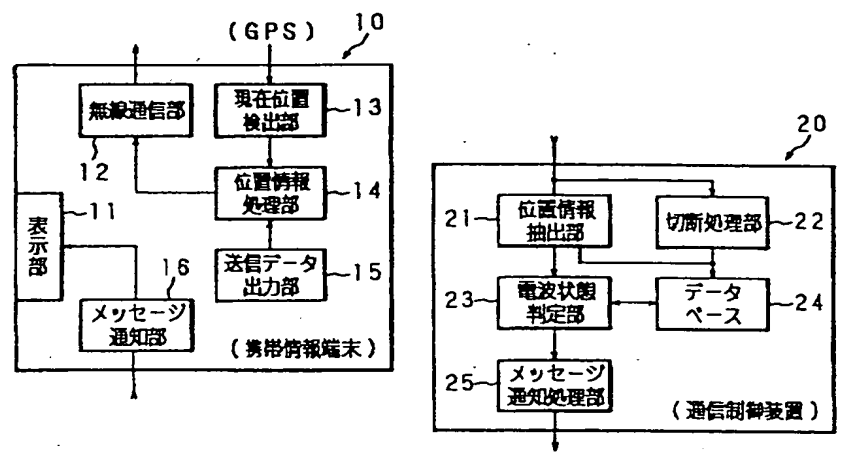 (GPS)
10
無線通信部
12
現在位置
検出部
13
位置情報
処理部
14
表示部
11
送信データ
出力部
15
メッセージ
通知部
16
(携帯情報端末)
20
位置情報
抽出部
21
切断処理部
22
電波状態
判定部
23
データ
ベース
24
メッセージ
通知処理部
25
(通信制御装置)